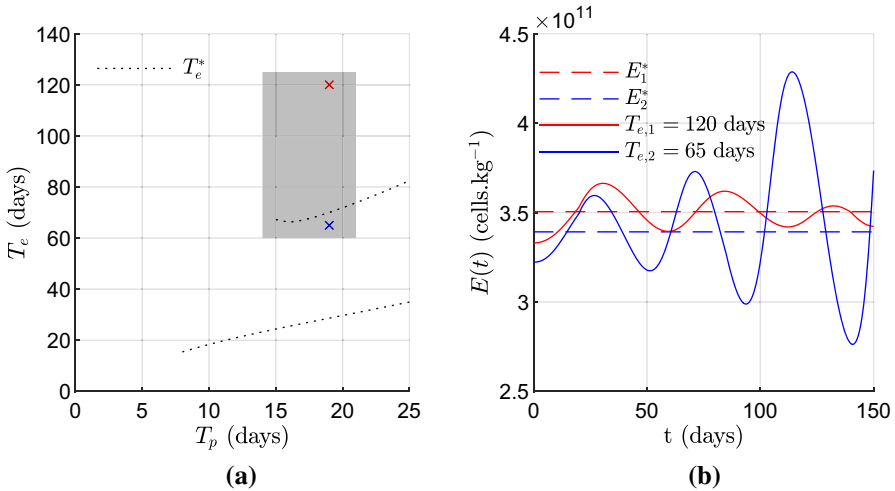 140
120
100
80
60
40
20
0
T_e (days)
T_e^*
0 5 10 15 20 25
T_p (days)
(a)
×10^11
4.5
4
3.5
3
2.5
E(t) (cells.kg^−1)
E_1^*
E_2^*
T_e,1 = 120 days
T_e,2 = 65 days
0 50 100 150
t (days)
(b)